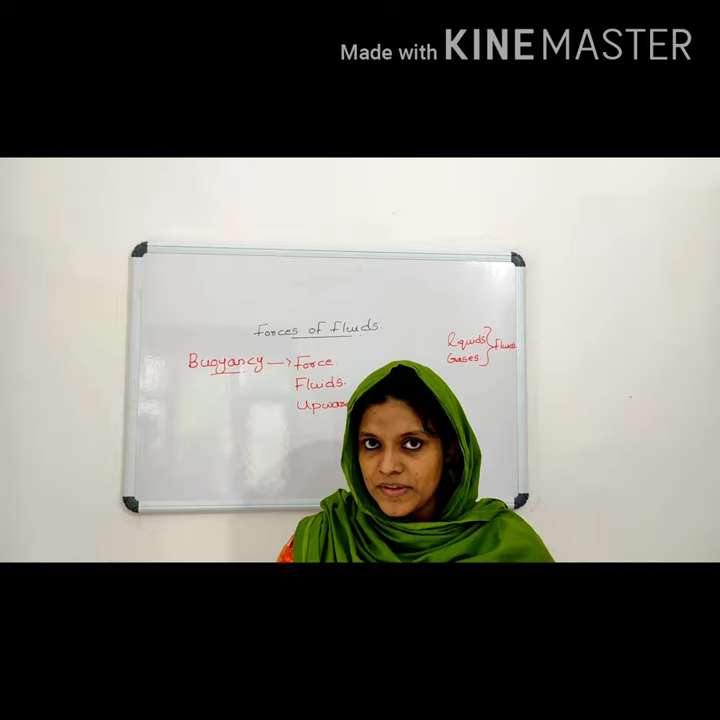 Made with KINEMASTER
Forces of fluids.
Buoyancy → Force.
Fluids.
Liquids } Fluids
Gases